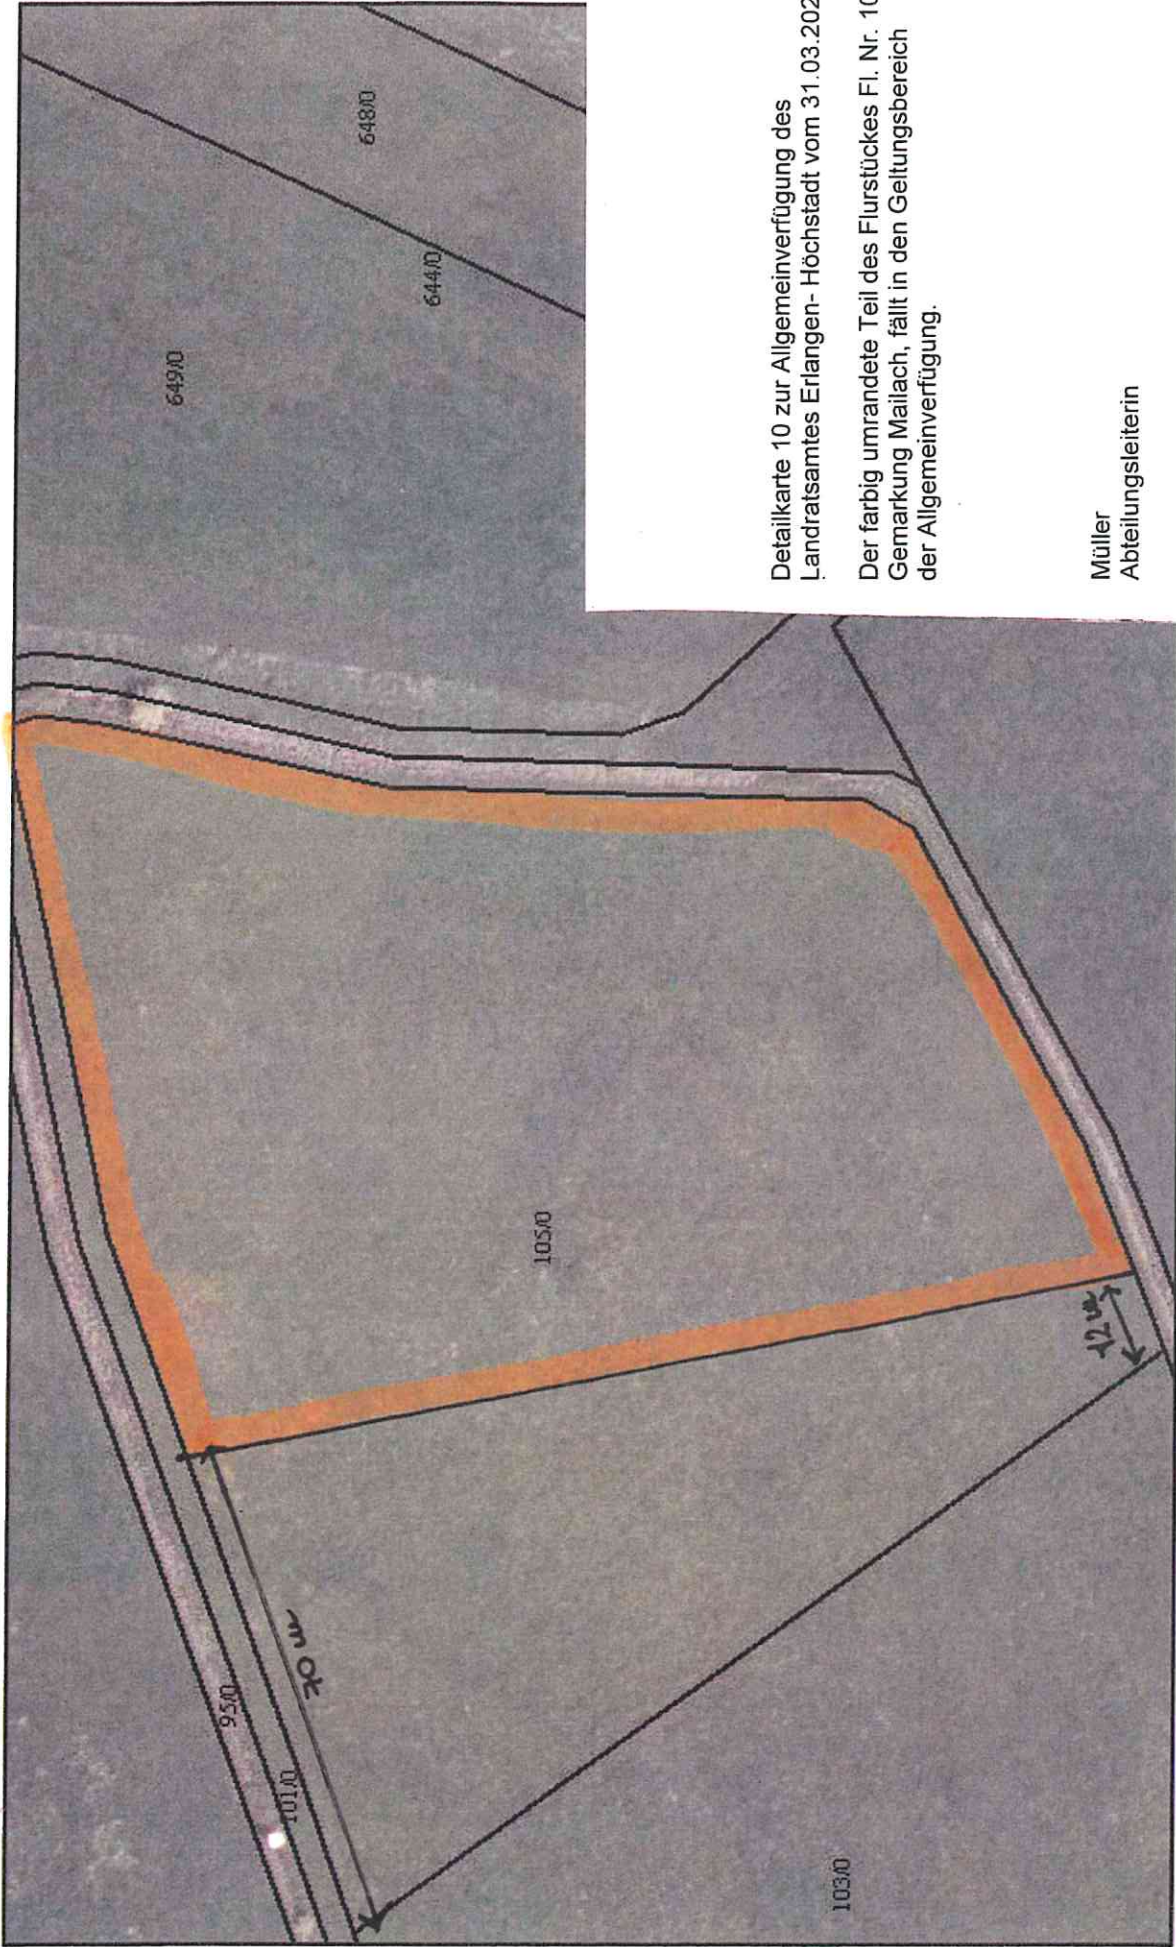 Detailkarte 10 zur Allgemeinverfügung des
Landratsamtes Erlangen- Höchstadt vom 31.03.202
Der farbig umrandete Teil des Flurstückes Fl. Nr. 10
Gemarkung Mailach, fällt in den Geltungsbereich
der Allgemeinverfügung.
Müller
Abteilungsleiterin
648/0
644/0
649/0
105/0
12 m
70 m
95/0
101/0
103/0